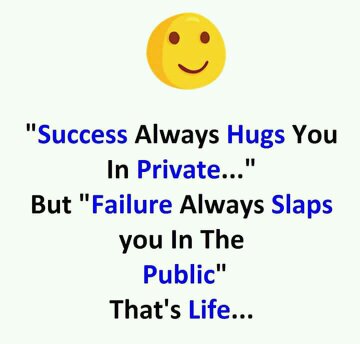 "Success Always Hugs You
In Private..."
But "Failure Always Slaps
you In The
Public"
That's Life...